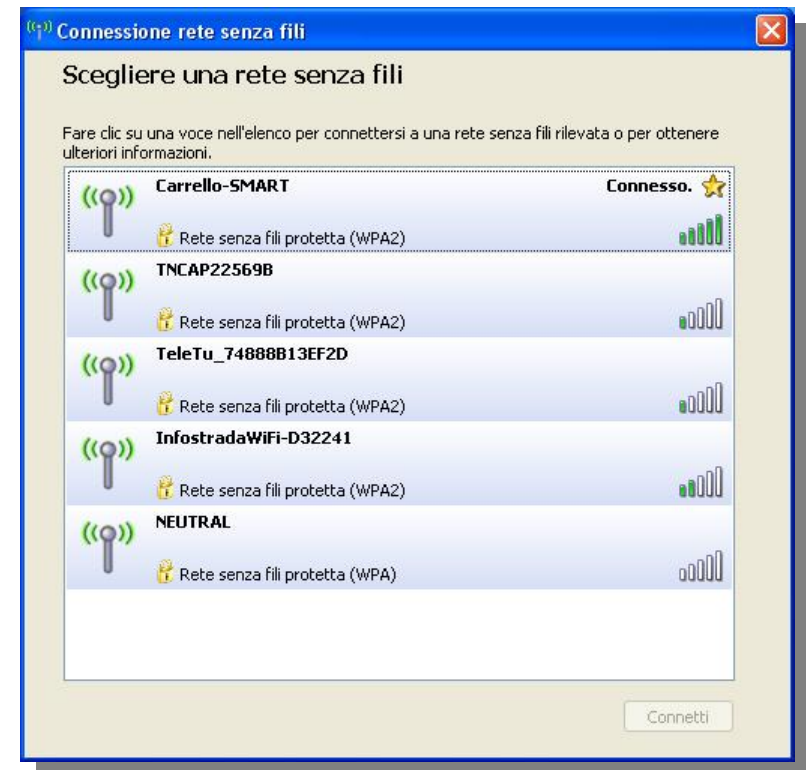 Connessione rete senza fili
Scegliere una rete senza fili
Fare clic su una voce nell'elenco per connettersi a una rete senza fili rilevata o per ottenere
ulteriori informazioni.
Carrello-SMART Connesso.
Rete senza fili protetta (WPA2)
TNCAP22569B
Rete senza fili protetta (WPA2)
TeleTu_74888B13EF2D
Rete senza fili protetta (WPA2)
InfostradaWiFi-D32241
Rete senza fili protetta (WPA2)
NEUTRAL
Rete senza fili protetta (WPA)
Connetti